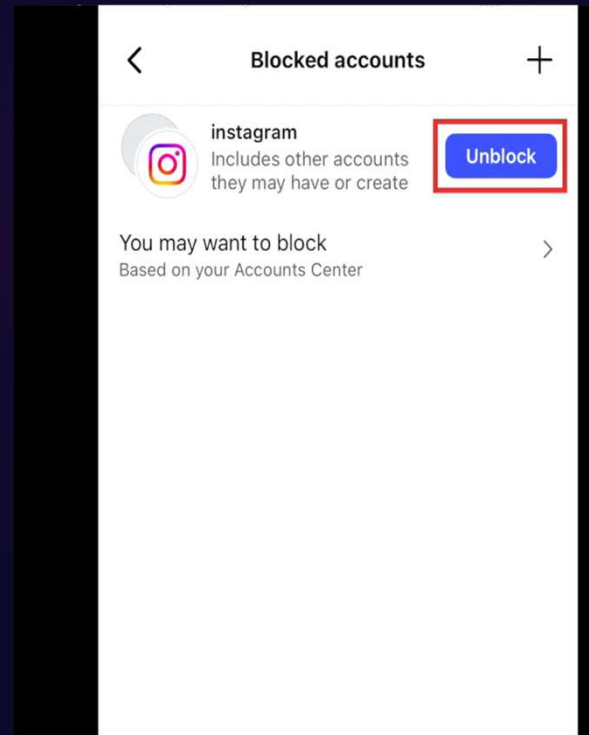 Blocked accounts
instagram
Includes other accounts
they may have or create
Unblock
You may want to block
Based on your Accounts Center